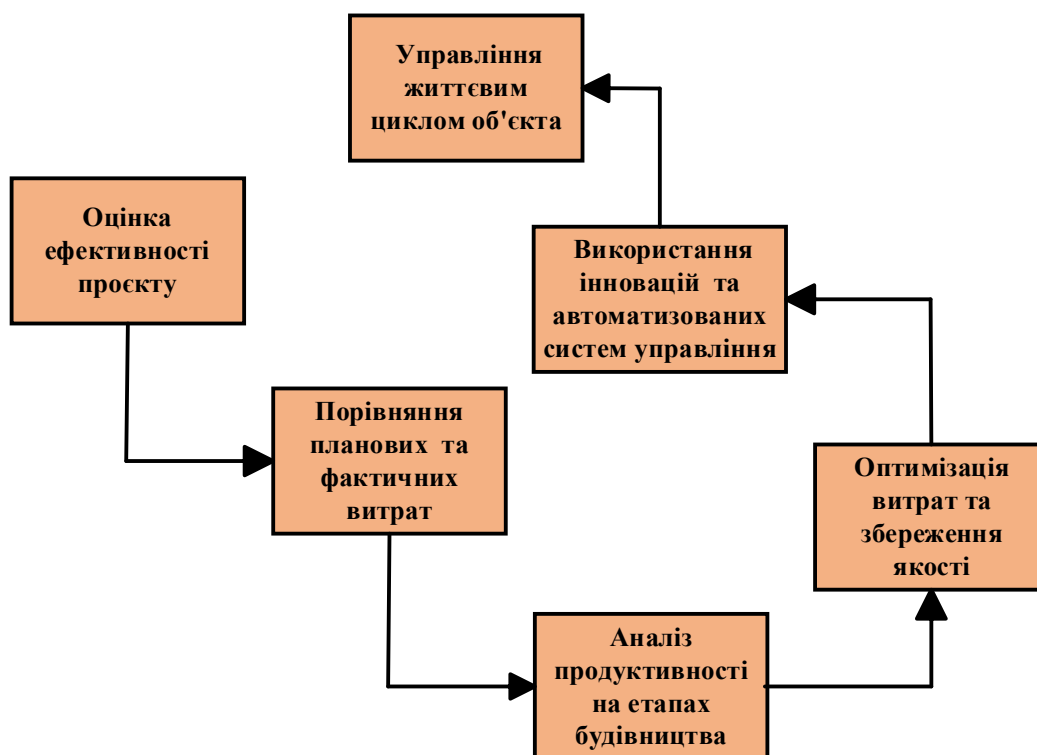 Управління
життєвим
циклом об'єкта
Оцінка
ефективності
проєкту
Використання
інновацій та
автоматизованих
систем управління
Порівняння
планових та
фактичних
витрат
Оптимізація
витрат та
збереження
якості
Аналіз
продуктивності
на етапах
будівництва